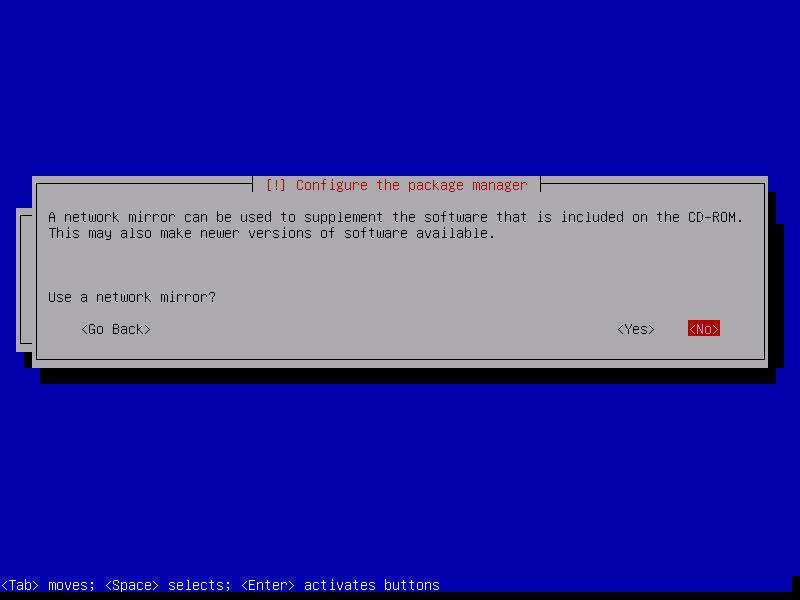 [!] Configure the package manager
A network mirror can be used to supplement the software that is included on the CD-ROM.
This may also make newer versions of software available.
Use a network mirror?
<Go Back> <Yes> <No>
<Tab> moves; <Space> selects; <Enter> activates buttons